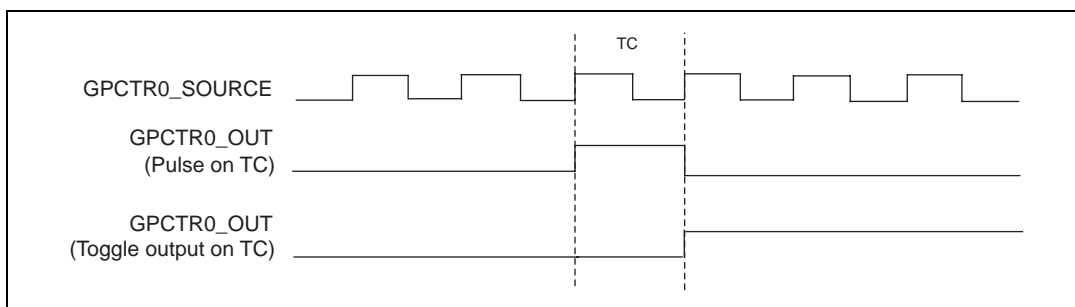 TC
GPCTR0_SOURCE
GPCTR0_OUT
(Pulse on TC)
GPCTR0_OUT
(Toggle output on TC)